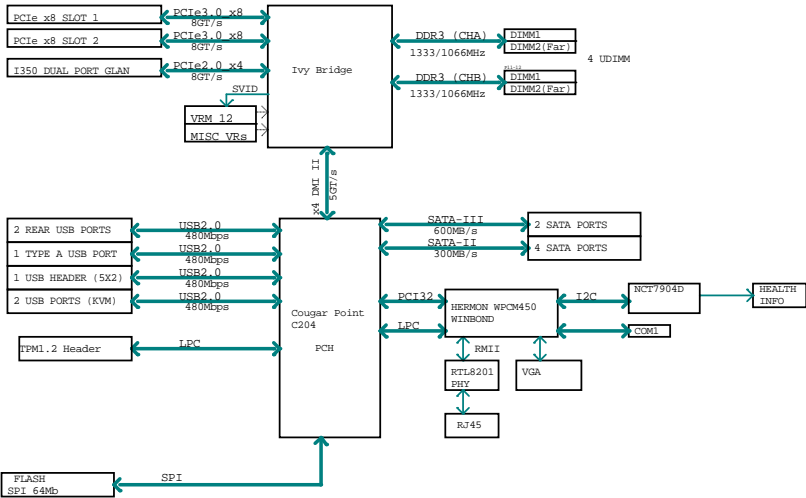 PCIe x8 SLOT 1
PCIe3.0 x8
8GT/s
PCIe x8 SLOT 2
PCIe3.0 x8
8GT/s
I350 DUAL PORT GLAN
PCIe2.0 x4
8GT/s
Ivy Bridge
DDR3 (CHA)
1333/1066MHz
DIMM1
DIMM2(Far)
4 UDIMM
DDR3 (CHB)
1333/1066MHz
DIMM1
DIMM2(Far)
SVID
VRM 12
MISC VRs
x4 DMI II
5GT/s
2 REAR USB PORTS
USB2.0
480Mbps
1 TYPE A USB PORT
USB2.0
480Mbps
1 USB HEADER (5X2)
USB2.0
480Mbps
2 USB PORTS (KVM)
USB2.0
480Mbps
TPM1.2 Header
LPC
Cougar Point
C204
PCH
SATA-III
600MB/s
2 SATA PORTS
SATA-II
300MB/s
4 SATA PORTS
PCI32
LPC
HERMON WPCM450
WINBOND
I2C
NCT7904D
HEALTH
INFO
COM1
RMII
RTL8201
PHY
VGA
RJ45
FLASH
SPI 64Mb
SPI